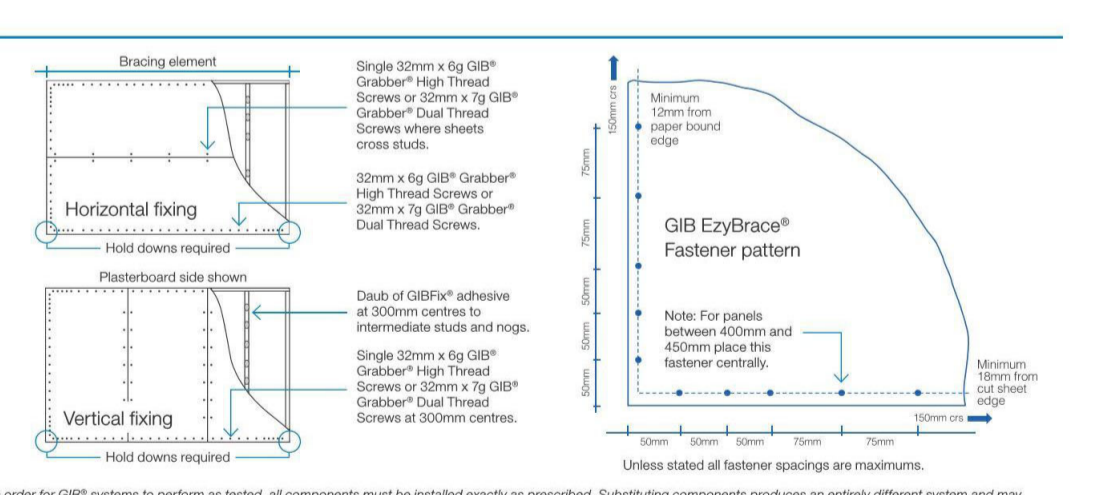 Bracing element
Single 32mm x 6g GIB®
Grabber® High Thread
Screws or 32mm x 7g GIB®
Grabber® Dual Thread
Screws where sheets
cross studs.
32mm x 6g GIB® Grabber®
High Thread Screws or
32mm x 7g GIB® Grabber®
Dual Thread Screws.
Horizontal fixing
Hold downs required
Plasterboard side shown
Daub of GIBFix® adhesive
at 300mm centres to
intermediate studs and nogs.
Single 32mm x 6g GIB®
Grabber® High Thread
Screws or 32mm x 7g GIB®
Grabber® Dual Thread
Screws at 300mm centres.
Vertical fixing
Hold downs required
150mm crs
Minimum
12mm from
paper bound
edge
75mm
75mm
50mm
50mm
50mm
GIB EzyBrace®
Fastener pattern
Note: For panels
between 400mm and
450mm place this
fastener centrally.
Minimum
18mm from
cut sheet
edge
150mm crs
50mm
50mm
50mm
75mm
75mm
Unless stated all fastener spacings are maximums.
order for GIB® systems to perform as tested, all components must be installed exactly as prescribed. Substituting components produces an entirely different system and may